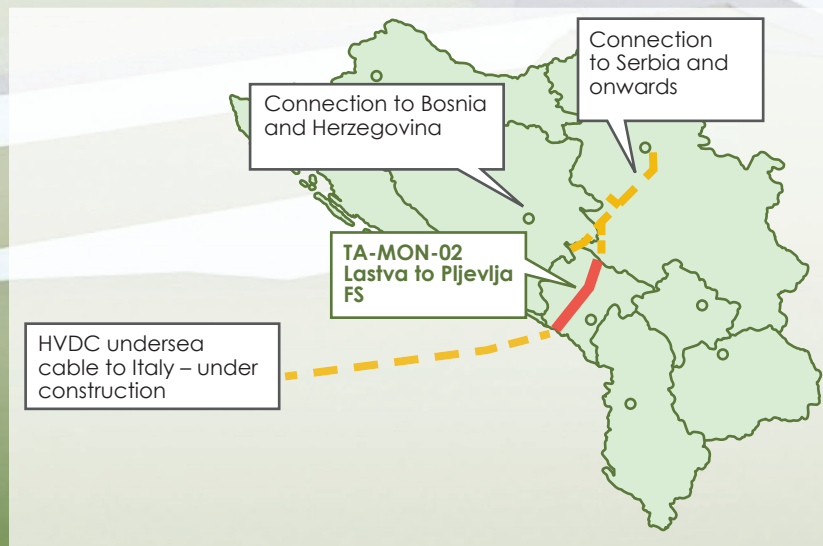 Connection
to Serbia and
onwards
Connection to Bosnia
and Herzegovina
TA-MON-02
Lastva to Pljevlja
FS
HVDC undersea
cable to Italy – under
construction